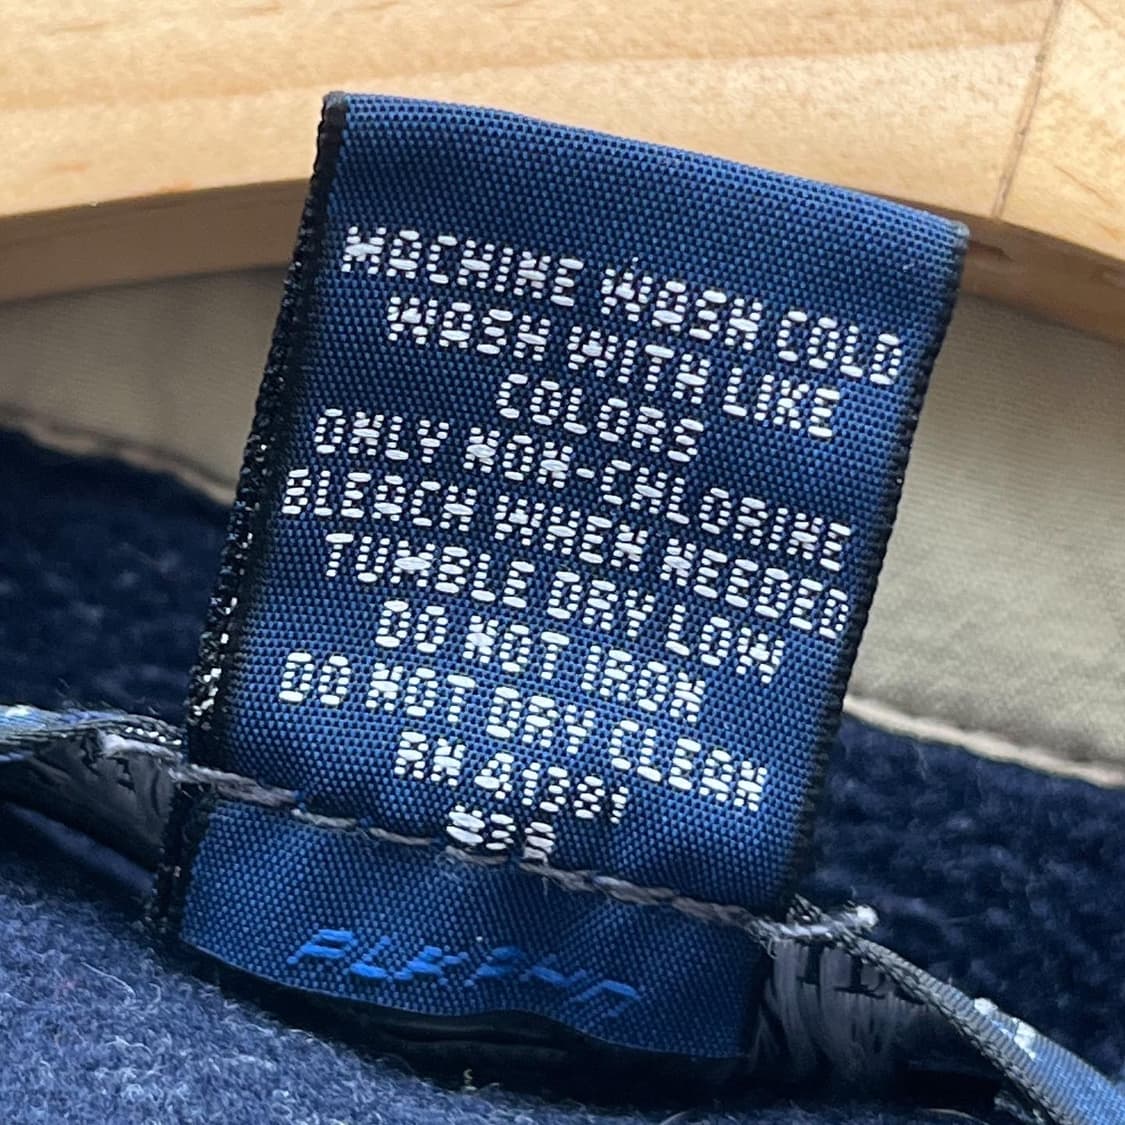 MACHINE WASH COLD
WASH WITH LIKE
COLORS
ONLY NON-CHLORINE
BLEACH WHEN NEEDED
TUMBLE DRY LOW
DO NOT IRON
DO NOT DRY CLEAN
RN 41381